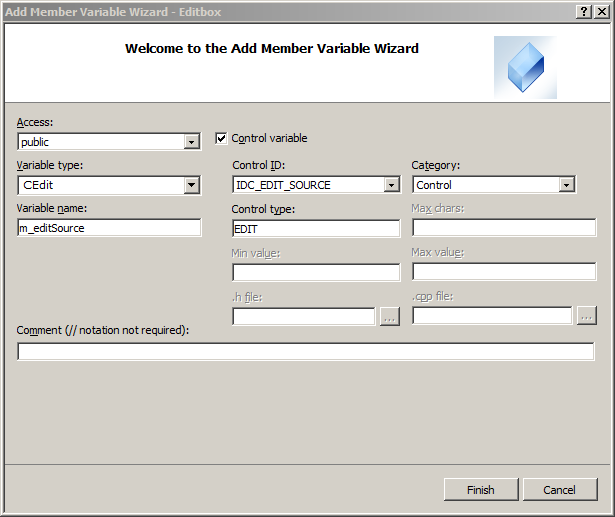 Add Member Variable Wizard - Editbox
Welcome to the Add Member Variable Wizard
Access:
public
Control variable
Variable type:
Control ID:
Category:
CEdit
IDC_EDIT_SOURCE
Control
Variable name:
Control type:
Max chars:
m_editSource
EDIT
Min value:
Max value:
.h file:
.cpp file:
...
...
Comment (// notation not required):
Finish
Cancel